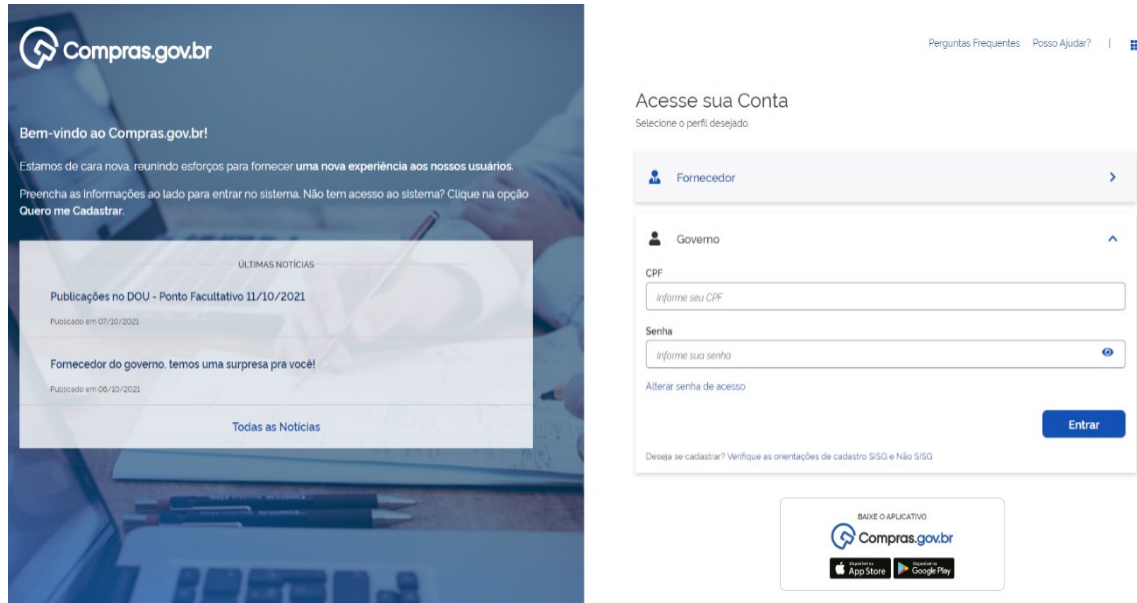 Compras.gov.br
Bem-vindo ao Compras.gov.br!
Estamos de cara nova, reunindo esforços para fornecer uma nova experiência aos nossos usuários.
Preencha as informações ao lado para entrar no sistema. Não tem acesso ao sistema? Clique na opção
Quero me Cadastrar.
ÚLTIMAS NOTÍCIAS
Publicações no DOU - Ponto Facultativo 11/10/2021
Publicado em 07/10/2021
Fornecedor do governo, temos uma surpresa pra você!
Publicado em 06/10/2021
Todas as Notícias
Perguntas Frequentes Posso Ajudar? |
Acesse sua Conta
Selecione o perfil desejado.
Fornecedor
Governo
CPF
Informe seu CPF
Senha
Informe sua senha
Alterar senha de acesso
Entrar
Deseja se cadastrar? Verifique as orientações de cadastro SISG e Não SISG
BAIXE O APLICATIVO
Compras.gov.br
Disponível na App Store
Disponível no Google Play